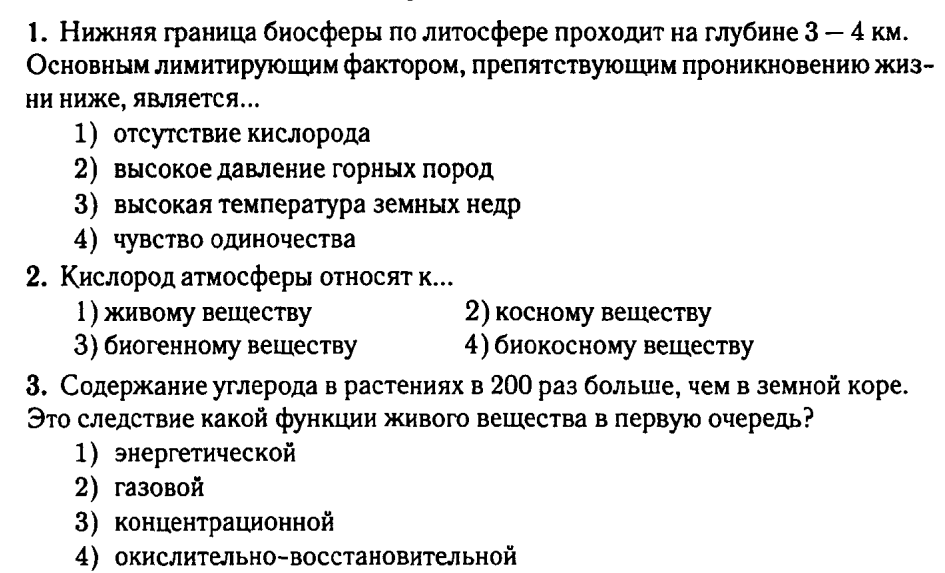 1. Нижняя граница биосферы по литосфере проходит на глубине 3 – 4 км.
Основным лимитирующим фактором, препятствующим проникновению жиз-
ни ниже, является...
1) отсутствие кислорода
2) высокое давление горных пород
3) высокая температура земных недр
4) чувство одиночества
2. Кислород атмосферы относят к...
1) живому веществу 2) косному веществу
3) биогенному веществу 4) биокосному веществу
3. Содержание углерода в растениях в 200 раз больше, чем в земной коре.
Это следствие какой функции живого вещества в первую очередь?
1) энергетической
2) газовой
3) концентрационной
4) окислительно-восстановительной